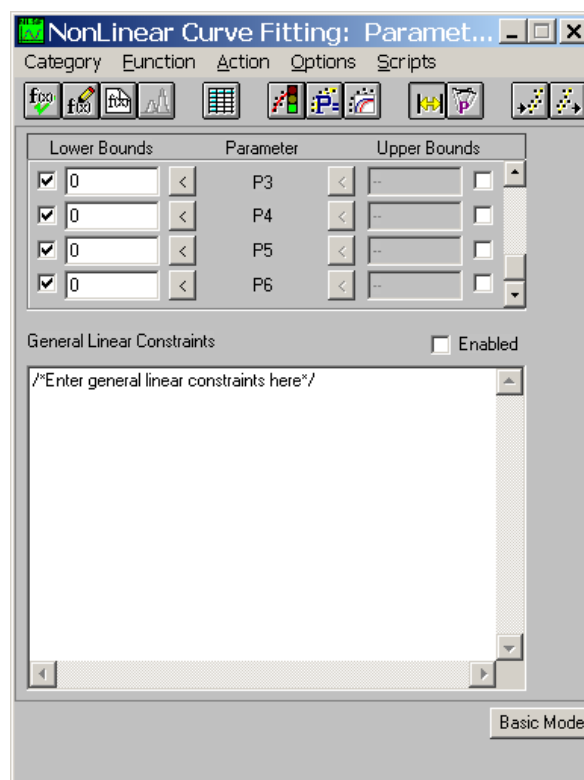 NonLinear Curve Fitting: Paramet...
Category Function Action Options Scripts
Lower Bounds Parameter Upper Bounds
0 < P3 < --
0 < P4 < --
0 < P5 < --
0 < P6 < --
General Linear Constraints Enabled
/*Enter general linear constraints here*/
Basic Mode